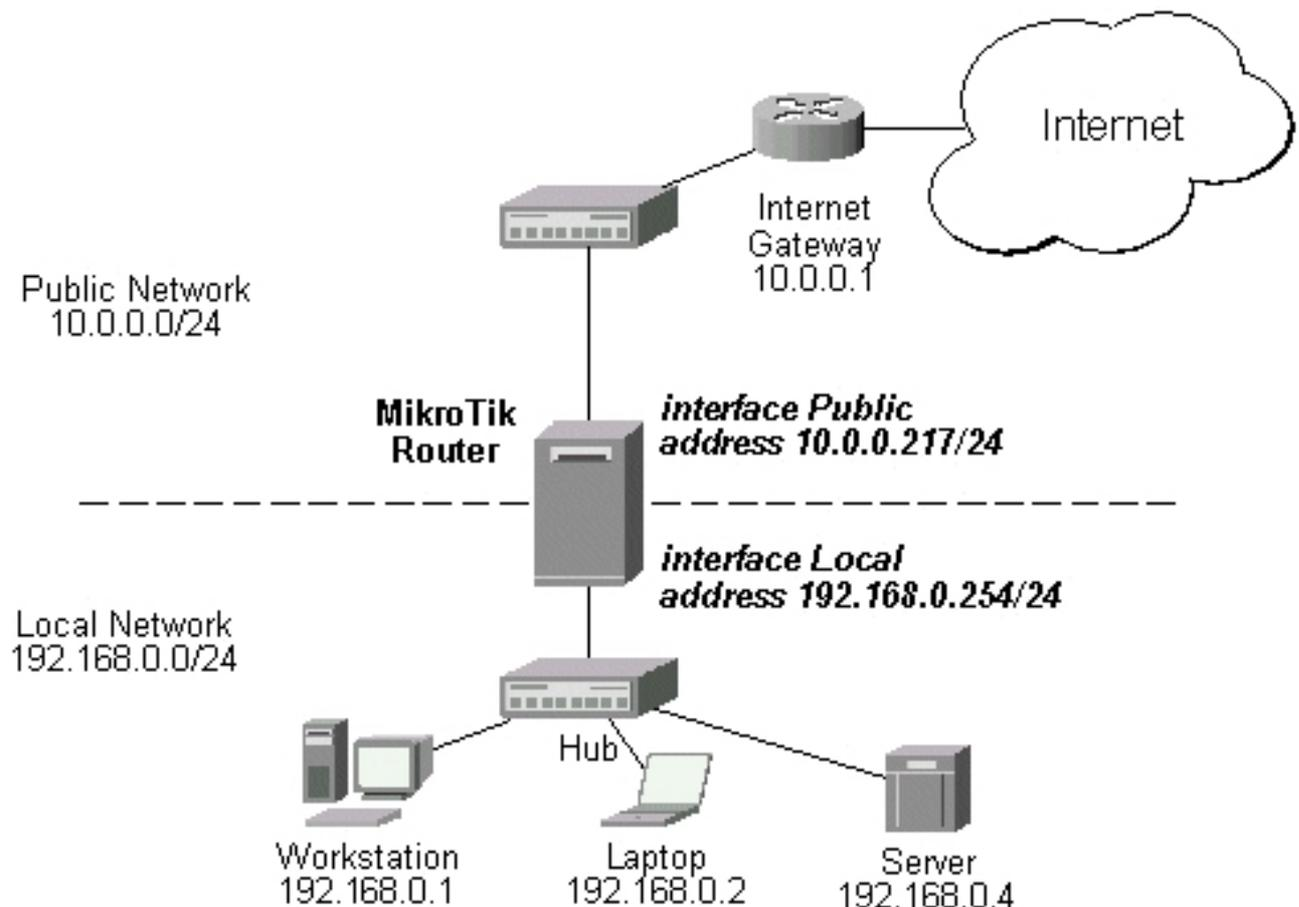 Internet
Internet
Gateway
10.0.0.1
Public Network
10.0.0.0/24
MikroTik
Router
interface Public
address 10.0.0.217/24
interface Local
address 192.168.0.254/24
Local Network
192.168.0.0/24
Hub
Workstation
192.168.0.1
Laptop
192.168.0.2
Server
192.168.0.4